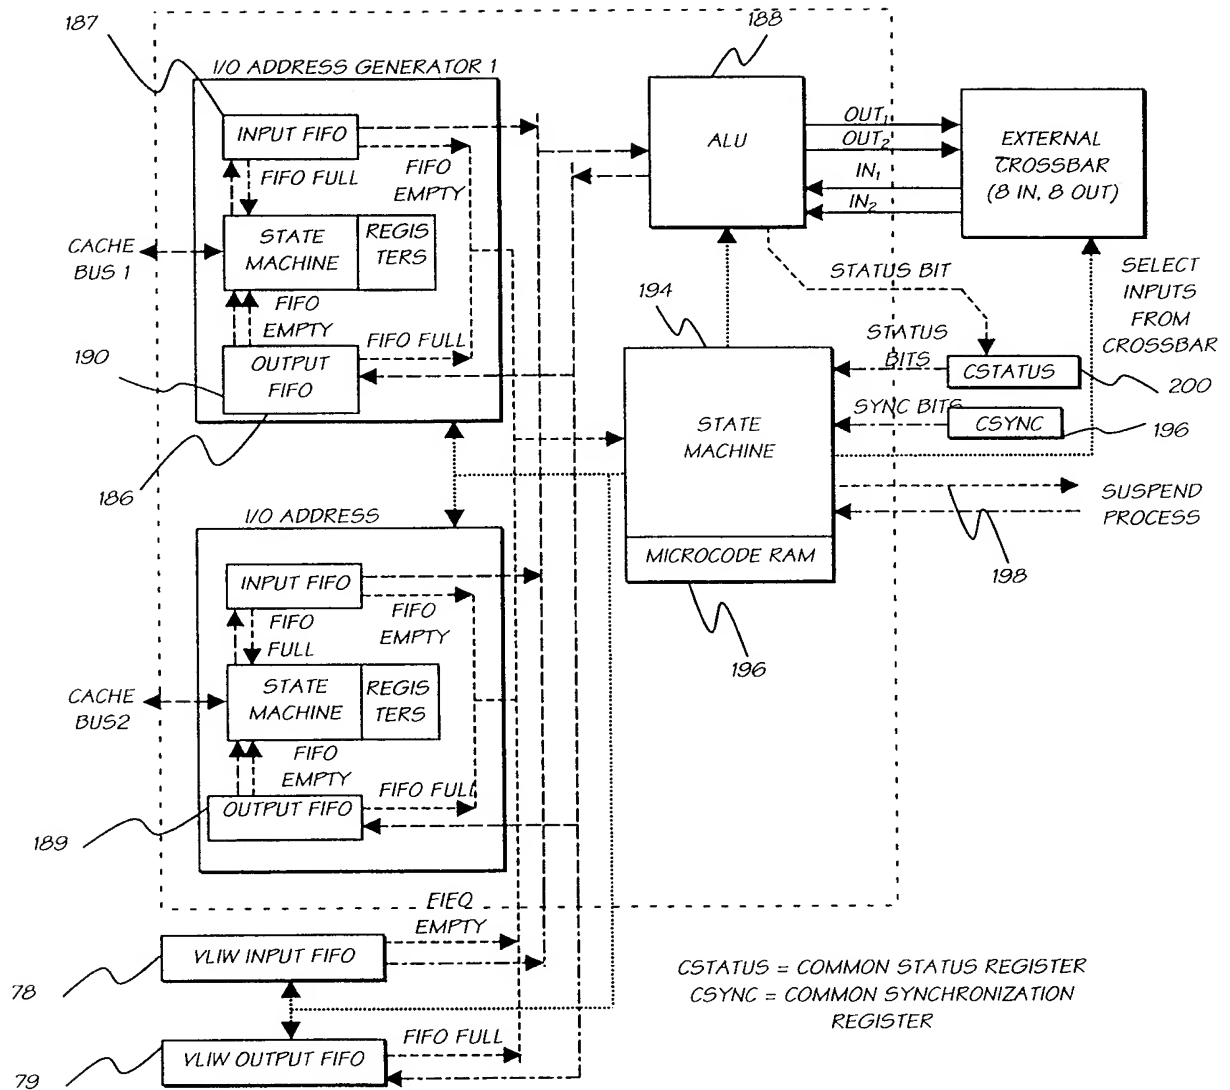 187
188
I/O ADDRESS GENERATOR 1
INPUT FIFO
FIFO FULL
FIFO
EMPTY
STATE
MACHINE
REGIS
TERS
CACHE
BUS 1
FIFO
EMPTY
FIFO FULL
OUTPUT
FIFO
190
186
ALU
OUT1
OUT2
IN1
IN2
EXTERNAL
CROSSBAR
(8 IN, 8 OUT)
STATUS BIT
SELECT
INPUTS
FROM
CROSSBAR
194
STATUS
BITS
CSTATUS
200
SYNC BITS
CSYNC
196
STATE
MACHINE
SUSPEND
PROCESS
198
MICROCODE RAM
196
I/O ADDRESS
INPUT FIFO
FIFO
FULL
FIFO
EMPTY
STATE
MACHINE
REGIS
TERS
CACHE
BUS2
FIFO
EMPTY
FIFO FULL
OUTPUT FIFO
189
FIFO
EMPTY
VLIW INPUT FIFO
78
FIFO FULL
VLIW OUTPUT FIFO
79
CSTATUS = COMMON STATUS REGISTER
CSYNC = COMMON SYNCHRONIZATION
REGISTER